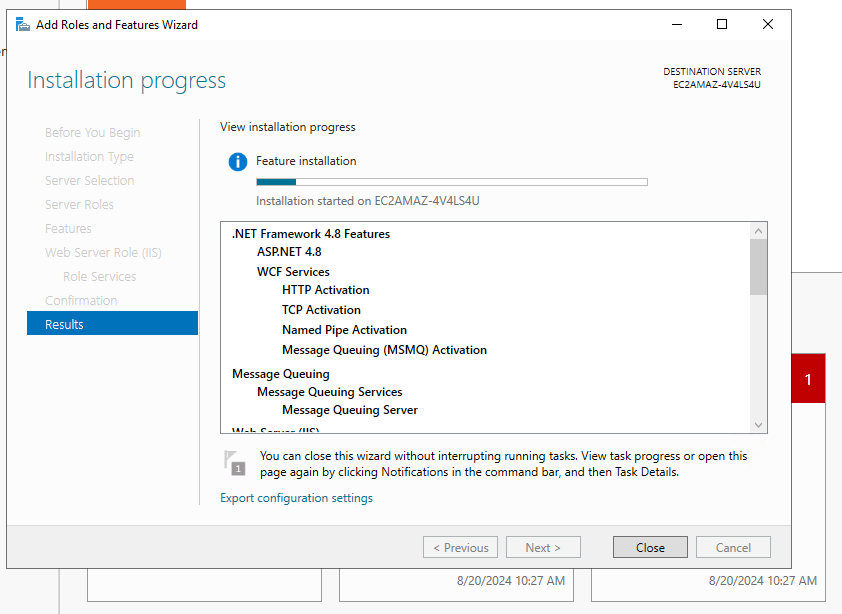 Add Roles and Features Wizard
Installation progress
DESTINATION SERVER
EC2AMAZ-4V4LS4U
Before You Begin
Installation Type
Server Selection
Server Roles
Features
Web Server Role (IIS)
Role Services
Confirmation
Results
View installation progress
Feature installation
Installation started on EC2AMAZ-4V4LS4U
.NET Framework 4.8 Features
ASP.NET 4.8
WCF Services
HTTP Activation
TCP Activation
Named Pipe Activation
Message Queuing (MSMQ) Activation
Message Queuing
Message Queuing Services
Message Queuing Server
Web Server (IIS)
1
You can close this wizard without interrupting running tasks. View task progress or open this
page again by clicking Notifications in the command bar, and then Task Details.
Export configuration settings
< Previous
Next >
Close
Cancel
1
8/20/2024 10:27 AM
8/20/2024 10:27 AM